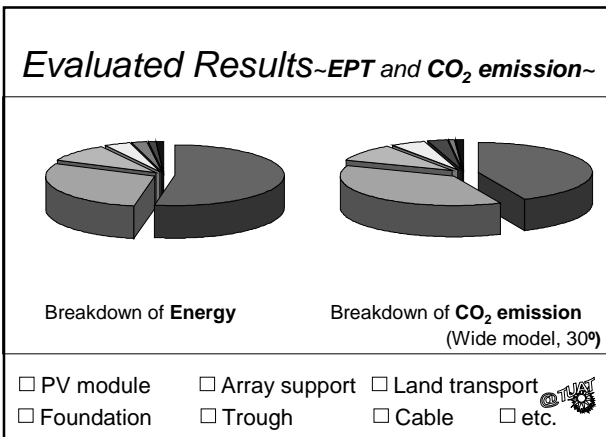 Evaluated Results~EPT and CO₂ emission~
Breakdown of Energy
Breakdown of CO₂ emission
(Wide model, 30º)
□ PV module □ Array support □ Land transport
□ Foundation □ Trough □ Cable □ etc.
@TUAT